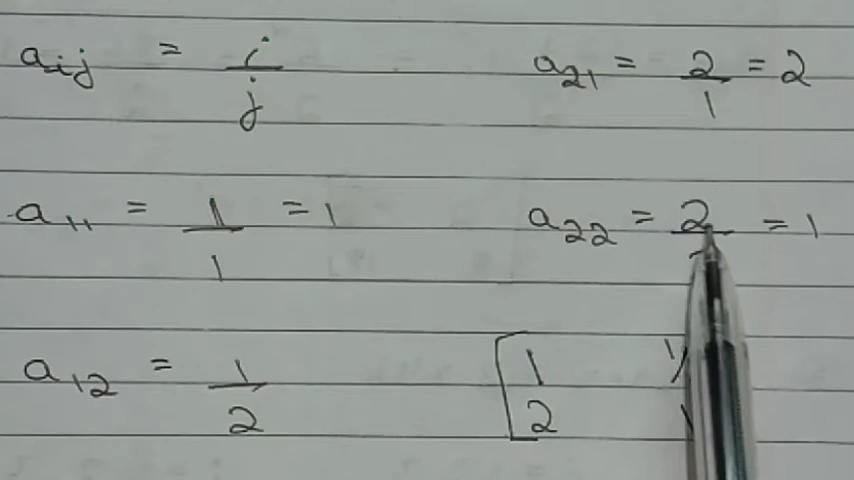 aij = i/j
a21 = 2/1 = 2
a11 = 1/1 = 1
a22 = 2/ = 1
a12 = 1/2
[1 1/
2 1